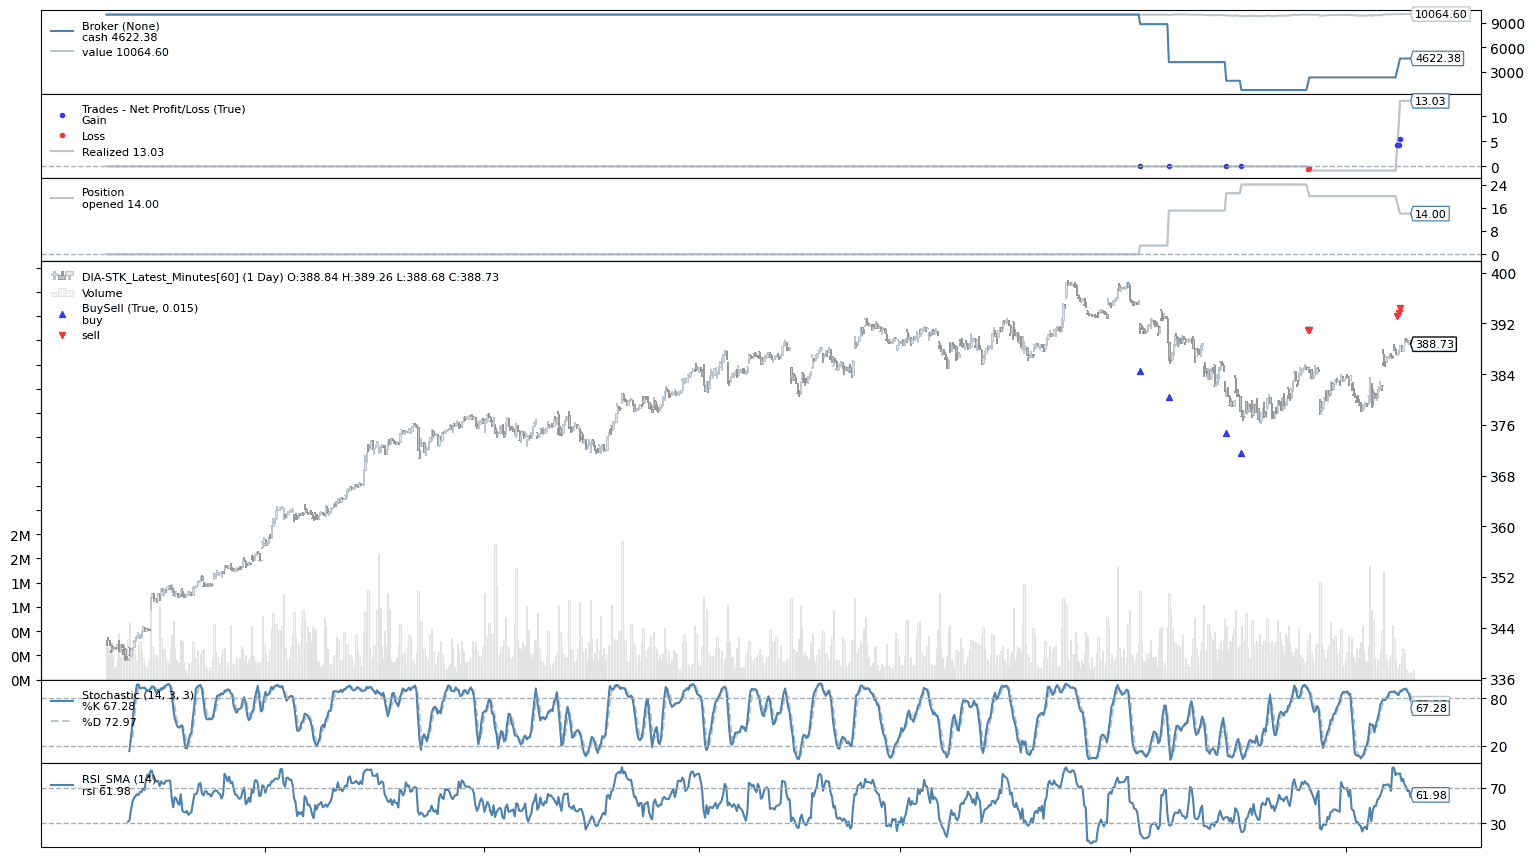 Broker (None)
cash 4622.38
value 10064.60
10064.60
9000
6000
4622.38
3000
Trades - Net Profit/Loss (True)
Gain
Loss
Realized 13.03
13.03
10
5
0
Position
opened 14.00
24
16
14.00
8
0
DIA-STK_Latest_Minutes[60] (1 Day) O:388.84 H:389.26 L:388.68 C:388.73
Volume
BuySell (True, 0.015)
buy
sell
400
392
388.73
384
376
368
360
352
344
336
2M
2M
1M
1M
0M
0M
0M
Stochastic (14, 3, 3)
%K 67.28
%D 72.97
80
67.28
20
RSI_SMA (14)
rsi 61.98
70
61.98
30